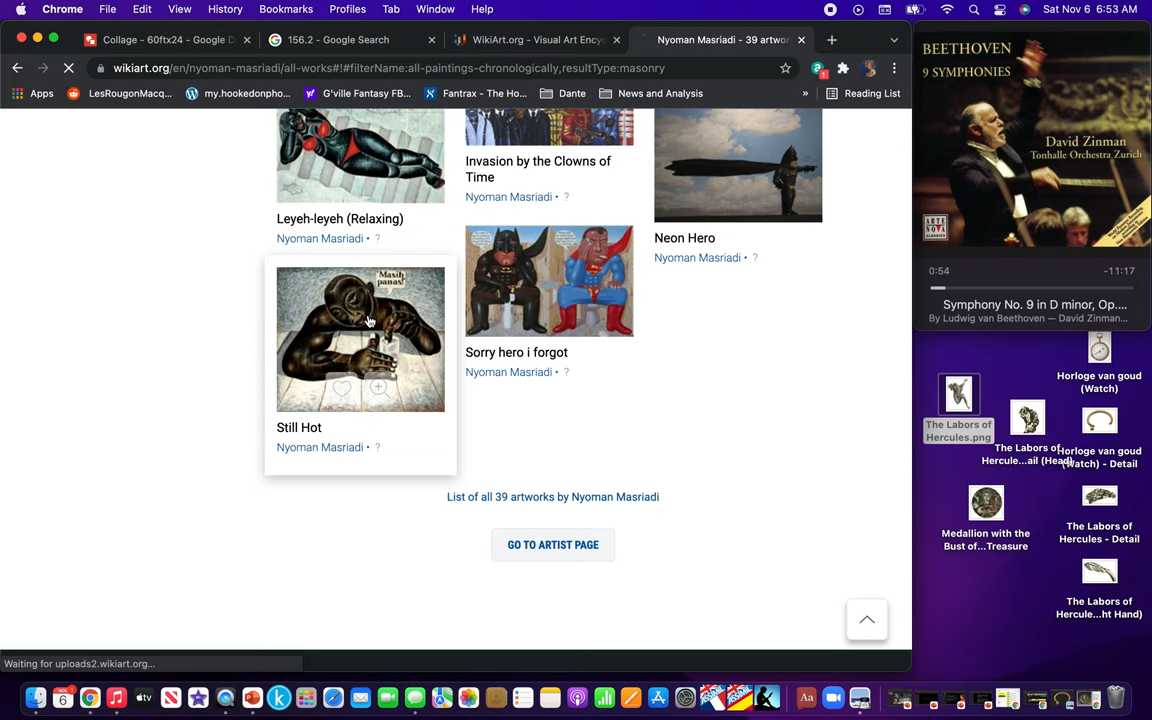 Chrome File Edit View History Bookmarks Profiles Tab Window Help Sat Nov 6 6:53 AM
Collage - 60ftx24 - Google D
156.2 - Google Search
WikiArt.org - Visual Art Ency
Nyoman Masriadi - 39 artwor
wikiart.org/en/nyoman-masriadi/all-works#!#filterName:all-paintings-chronologically,resultType:masonry
Apps LesRougonMacq... my.hookedonpho... G'ville Fantasy FB... Fantrax - The Ho... Dante News and Analysis » Reading List
Leyeh-leyeh (Relaxing)
Nyoman Masriadi • ?
Invasion by the Clowns of
Time
Nyoman Masriadi • ?
Neon Hero
Nyoman Masriadi • ?
Masih
panas!
Still Hot
Nyoman Masriadi • ?
Sorry hero i forgot
Nyoman Masriadi • ?
List of all 39 artworks by Nyoman Masriadi
GO TO ARTIST PAGE
Waiting for uploads2.wikiart.org...
BEETHOVEN
9 SYMPHONIES
David Zinman
Tonhalle Orchestra Zurich
ARTE
NOVA
CLASSICS
0:54 -11:17
Symphony No. 9 in D minor, Op....
By Ludwig van Beethoven — David Zinman...
Horloge van goud
(Watch)
The Labors of
Hercules.png
The Labors of
Hercule...ail (Head)
Horloge van goud
(Watch) - Detail
Medallion with the
Bust of...Treasure
The Labors of
Hercules - Detail
The Labors of
Hercule...ht Hand)
NOV
6
tv
Aa